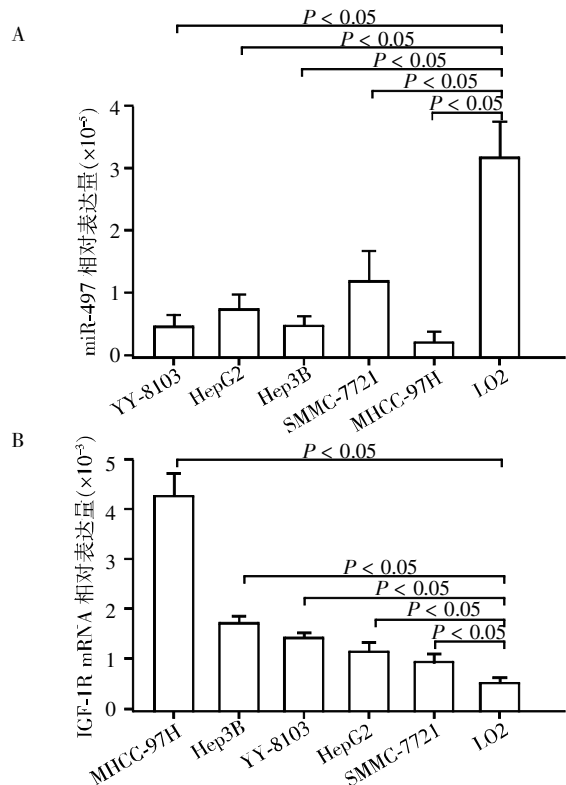 A
P < 0.05
P < 0.05
P < 0.05
P < 0.05
P < 0.05
miR-497 相对表达量(×10⁻⁵)
4
3
2
1
0
YY-8103
HepG2
Hep3B
SMMC-7721
MHCC-97H
LO2
B
P < 0.05
P < 0.05
P < 0.05
P < 0.05
P < 0.05
IGF-1R mRNA 相对表达量(×10⁻³)
5
4
3
2
1
0
MHCC-97H
Hep3B
YY-8103
HepG2
SMMC-7721
LO2